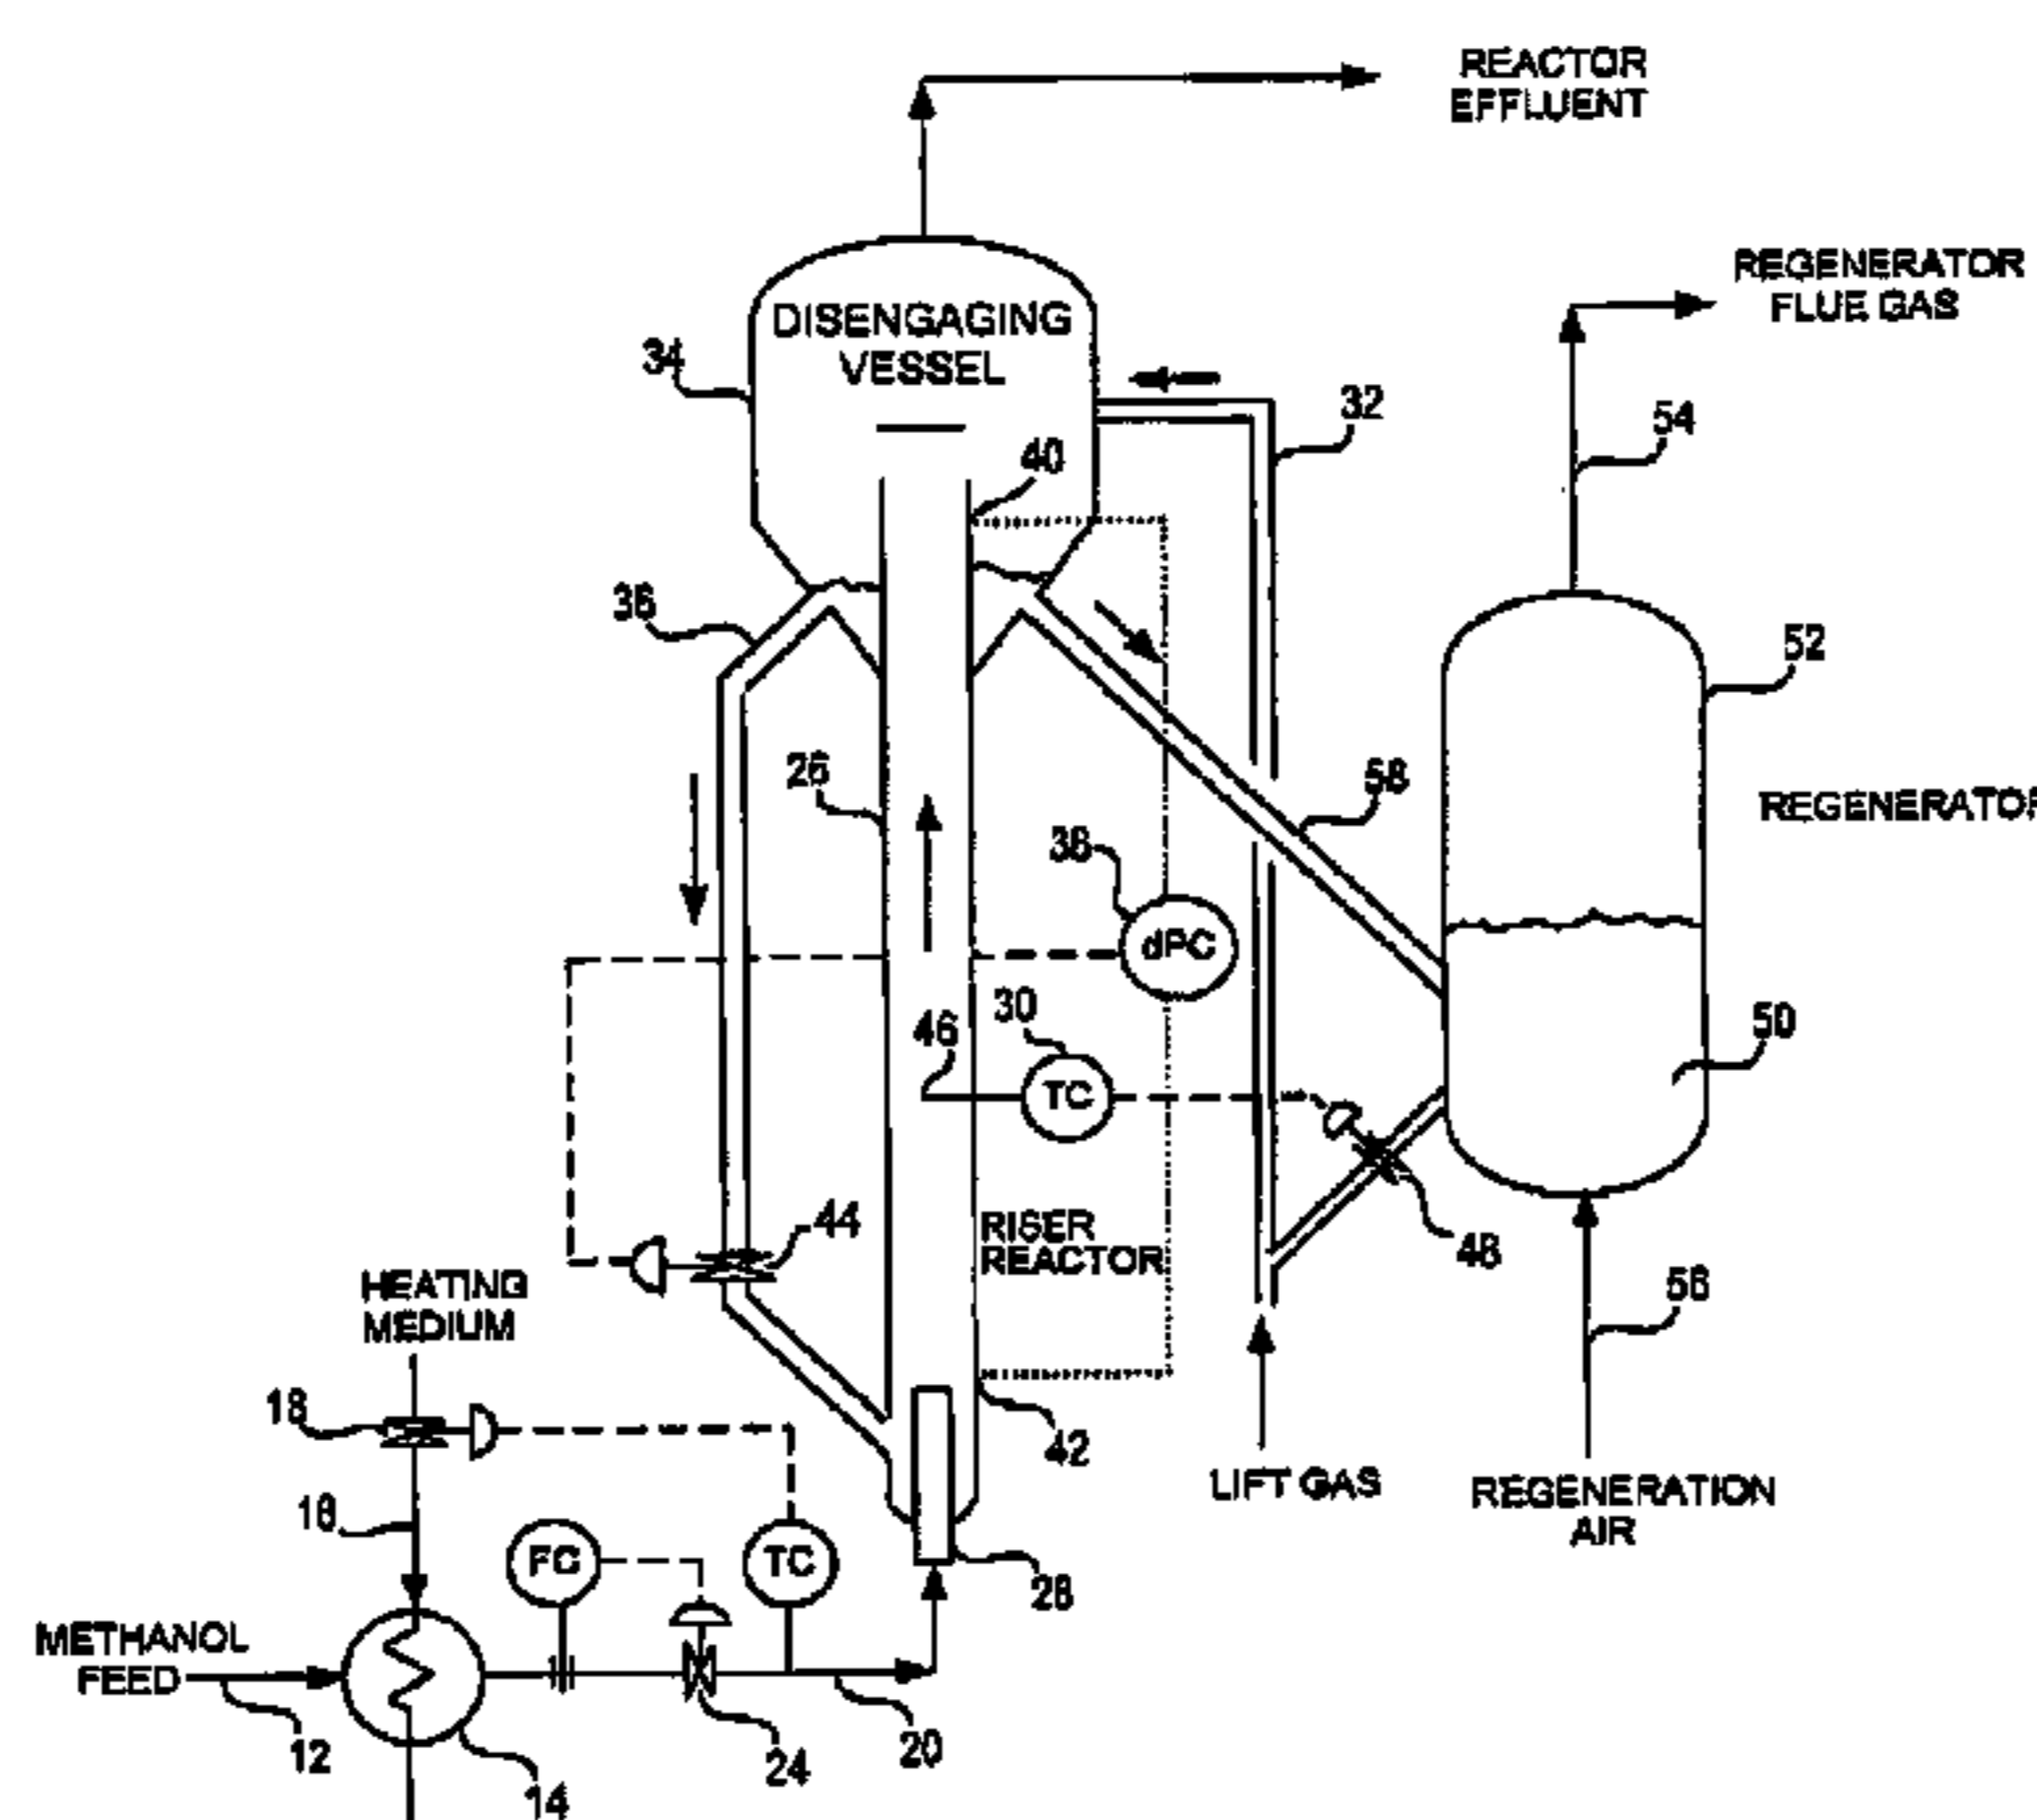 REACTOR
EFFLUENT
REGENERATOR
FLUE GAS
DISENGAGING
VESSEL
34
32
54
40
36
52
26
58
REGENERATOR
38
dPC
30
46
TC
50
44
RISER
REACTOR
48
HEATING
MEDIUM
56
18
42
LIFT GAS
REGENERATION
AIR
16
FC
TC
28
METHANOL
FEED
12
24
20
14